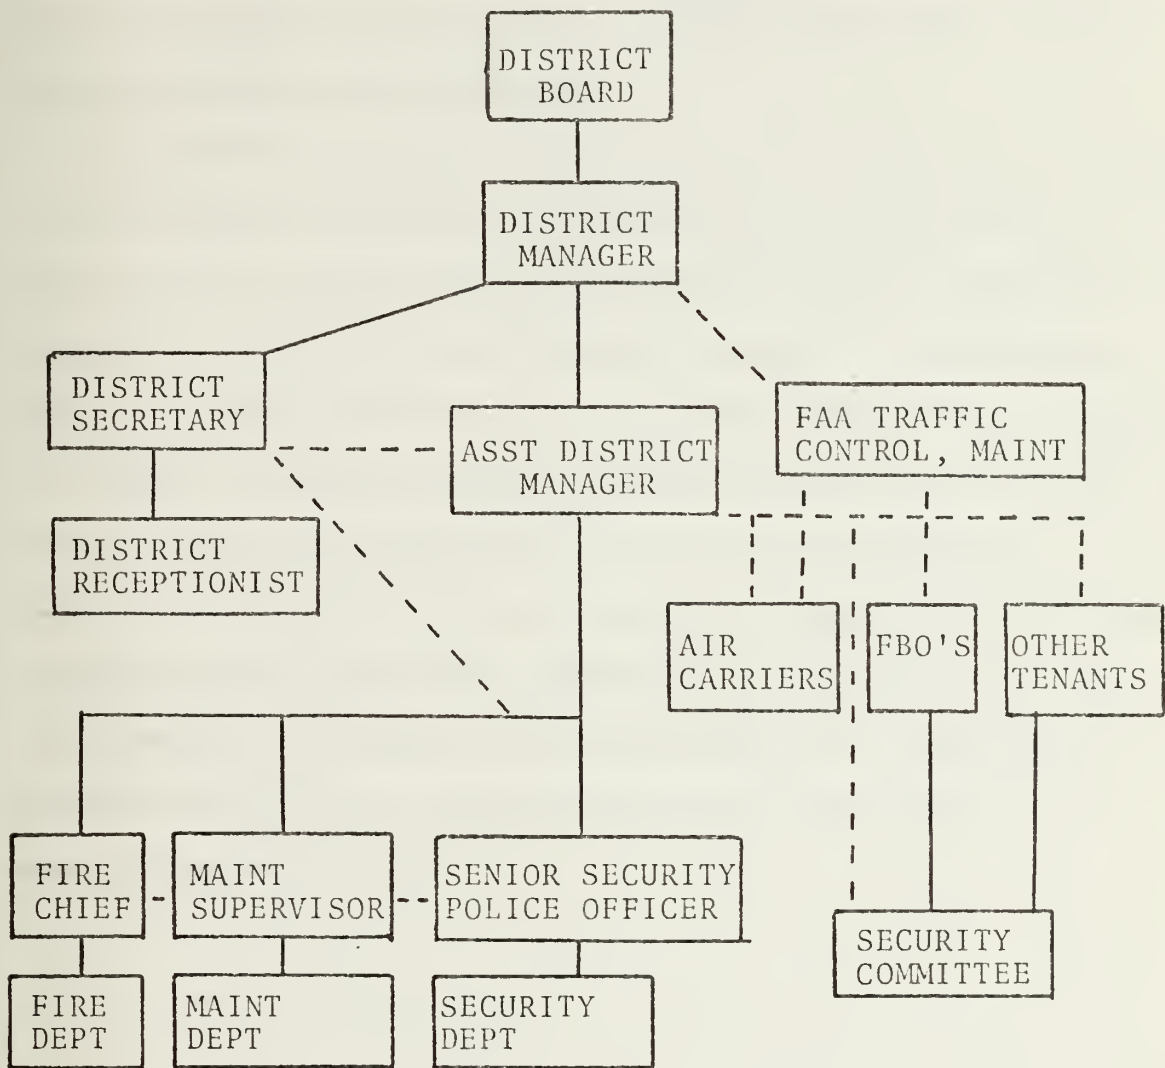 DISTRICT
BOARD
DISTRICT
MANAGER
DISTRICT
SECRETARY
ASST DISTRICT
MANAGER
FAA TRAFFIC
CONTROL, MAINT
DISTRICT
RECEPTIONIST
AIR
CARRIERS
FBO'S
OTHER
TENANTS
FIRE
CHIEF
MAINT
SUPERVISOR
SENIOR SECURITY
POLICE OFFICER
SECURITY
COMMITTEE
FIRE
DEPT
MAINT
DEPT
SECURITY
DEPT